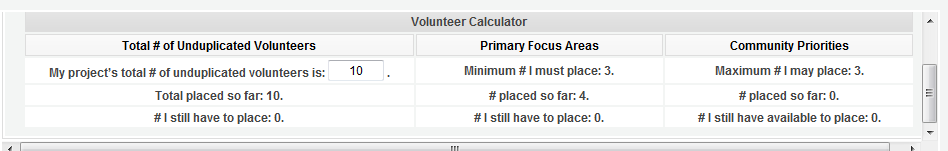 Volunteer Calculator
Total # of Unduplicated Volunteers Primary Focus Areas Community Priorities
My project's total # of unduplicated volunteers is: 10 . Minimum # I must place: 3. Maximum # I may place: 3.
Total placed so far: 10. # placed so far: 4. # placed so far: 0.
# I still have to place: 0. # I still have to place: 0. # I still have available to place: 0.